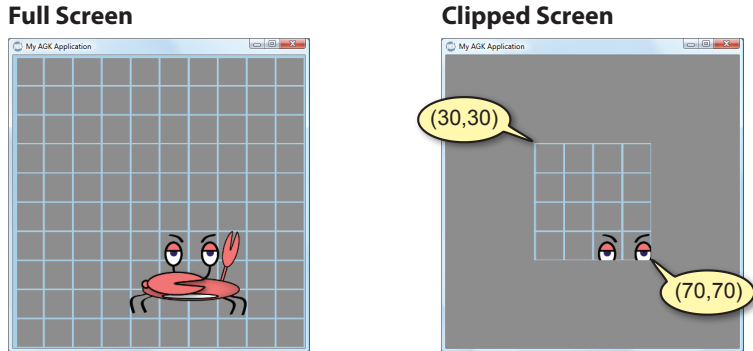 Full Screen
My AGK Application
Clipped Screen
My AGK Application
(30,30)
(70,70)